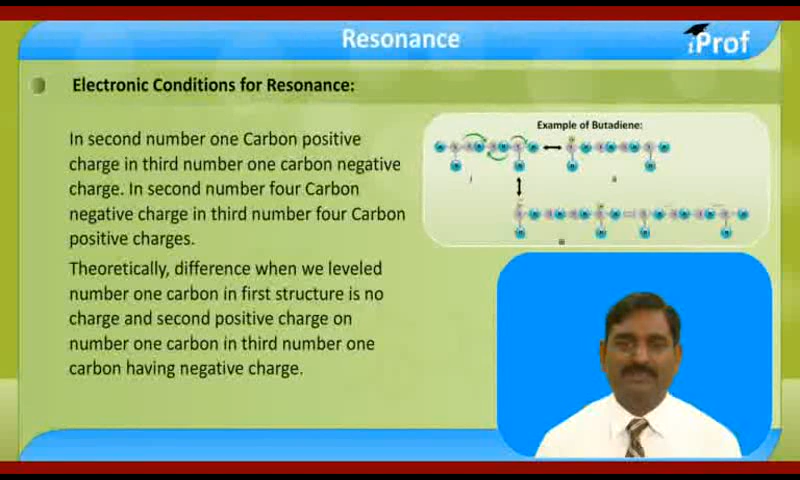 Resonance
iProf
Electronic Conditions for Resonance:
In second number one Carbon positive
charge in third number one carbon negative
charge. In second number four Carbon
negative charge in third number four Carbon
positive charges.
Theoretically, difference when we leveled
number one carbon in first structure is no
charge and second positive charge on
number one carbon in third number one
carbon having negative charge.
Example of Butadiene: